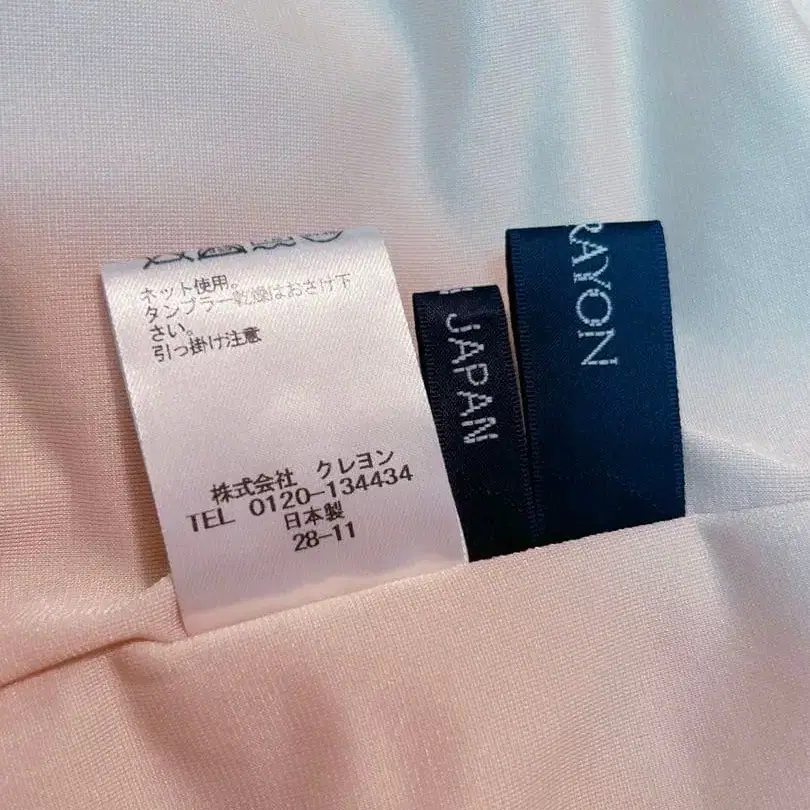 ネット使用。
タンブラー乾燥はおさけ下
さい。
引っ掛け注意
株式会社 クレヨン
TEL 0120-134434
日本製
28-11
JAPAN
RAYON